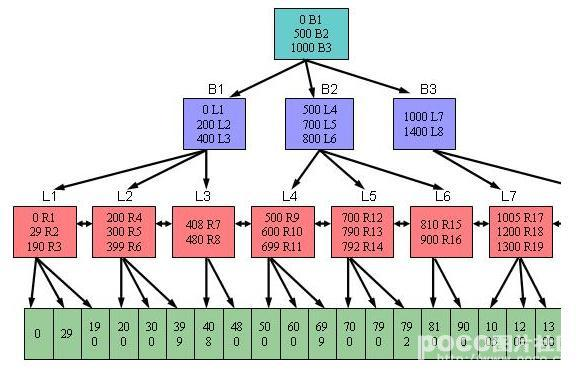 0 B1
500 B2
1000 B3
B1
B2
B3
0 L1
200 L2
400 L3
500 L4
700 L5
800 L6
1000 L7
1400 L8
L1
L2
L3
L4
L5
L6
L7
0 R1
29 R2
190 R3
200 R4
300 R5
399 R6
408 R7
480 R8
500 R9
600 R10
699 R11
700 R12
790 R13
792 R14
810 R15
900 R16
1005 R17
1200 R18
1300 R19
0
29
19
0
20
0
30
0
39
9
40
8
48
0
50
0
60
0
69
9
70
0
79
0
79
2
81
0
90
0
10
12
13
poco